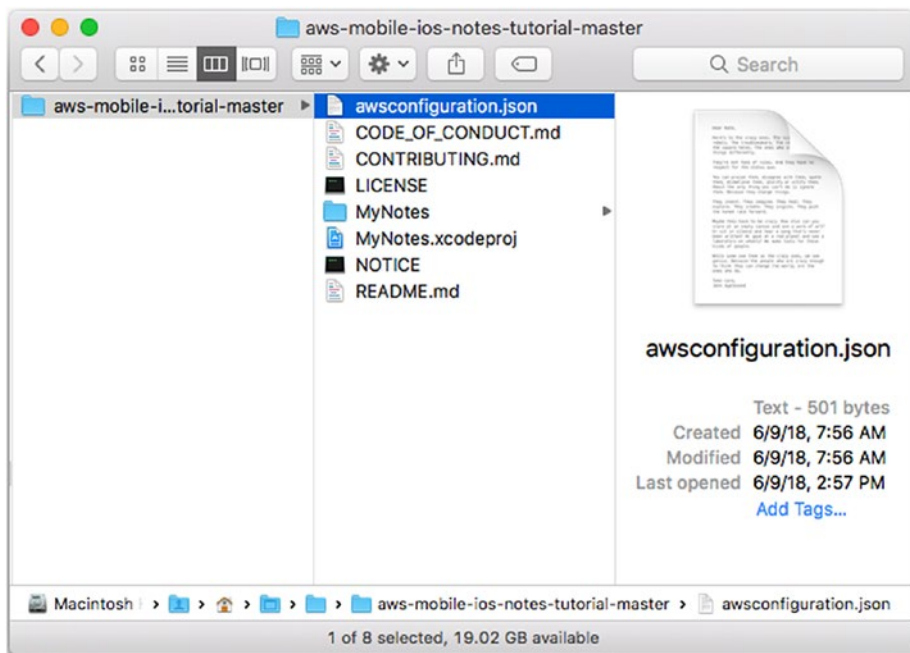 aws-mobile-ios-notes-tutorial-master
Search
aws-mobile-i...torial-master
awsconfiguration.json
CODE_OF_CONDUCT.md
CONTRIBUTING.md
LICENSE
MyNotes
MyNotes.xcodeproj
NOTICE
README.md
awsconfiguration.json
Text - 501 bytes
Created 6/9/18, 7:56 AM
Modified 6/9/18, 7:56 AM
Last opened 6/9/18, 2:57 PM
Add Tags...
Macintosh › › › › › aws-mobile-ios-notes-tutorial-master › awsconfiguration.json
1 of 8 selected, 19.02 GB available